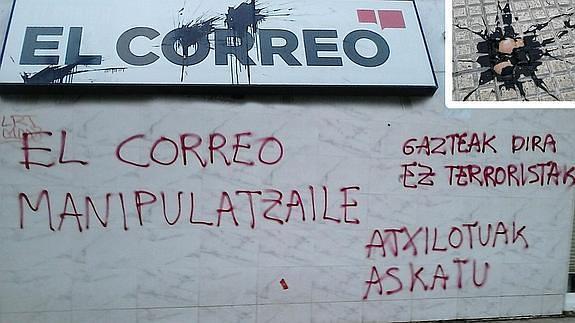 EL CORREO
EL CORREO
MANIPULATZAILE
GAZTEAK DIRA
EZ TERRORISTAK
ATXILOTUAK
ASKATU